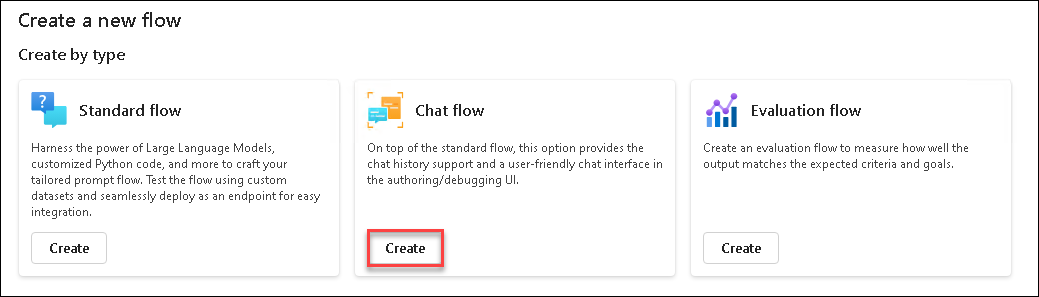 Create a new flow
Create by type
?
Standard flow
Harness the power of Large Language Models,
customized Python code, and more to craft your
tailored prompt flow. Test the flow using custom
datasets and seamlessly deploy as an endpoint for easy
integration.
Create
Chat flow
On top of the standard flow, this option provides the
chat history support and a user-friendly chat interface in
the authoring/debugging UI.
Create
Evaluation flow
Create an evaluation flow to measure how well the
output matches the expected criteria and goals.
Create